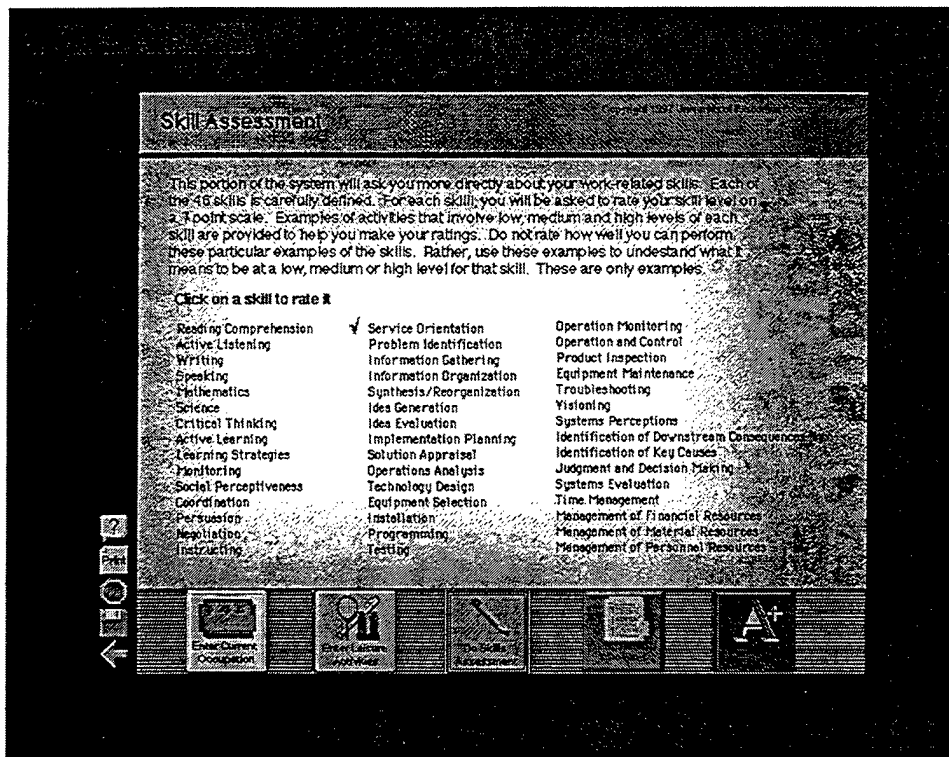 Skill Assessment
This portion of the system will ask you more directly about your work-related skills. Each of
the 46 skills is carefully defined. For each skill, you will be asked to rate your skill level on
a 7 point scale. Examples of activities that involve low, medium and high levels of each
skill are provided to help you make your ratings. Do not rate how well you can perform
these particular examples of the skills. Rather, use these examples to undestand what it
means to be at a low, medium or high level for that skill. These are only examples.
Click on a skill to rate it
Reading Comprehension
Active Listening
Writing
Speaking
Mathematics
Science
Critical Thinking
Active Learning
Learning Strategies
Monitoring
Social Perceptiveness
Coordination
Persuasion
Negotiation
Instructing
Service Orientation
Problem Identification
Information Gathering
Information Organization
Synthesis/Reorganization
Idea Generation
Idea Evaluation
Implementation Planning
Solution Appraisal
Operations Analysis
Technology Design
Equipment Selection
Installation
Programming
Testing
Operation Monitoring
Operation and Control
Product Inspection
Equipment Maintenance
Troubleshooting
Visioning
Systems Perceptions
Identification of Downstream Consequences
Identification of Key Causes
Judgment and Decision Making
Systems Evaluation
Time Management
Management of Financial Resources
Management of Material Resources
Management of Personnel Resources
?
Print
Enter Current
Occupation
Enter Leisure
Activities
Do Skills
Assessment
A+